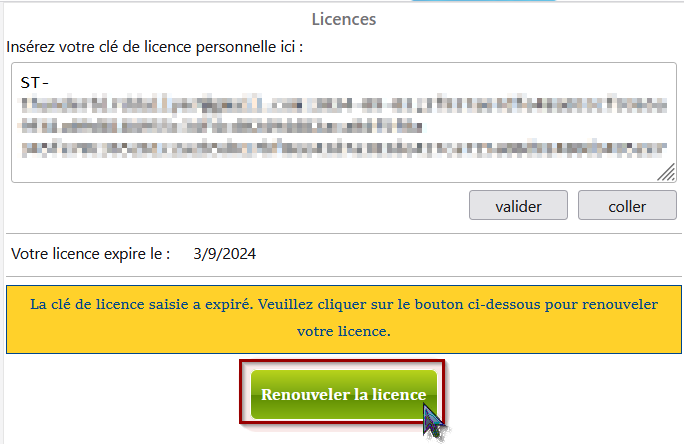 Licences
Insérez votre clé de licence personnelle ici :
ST-
valider
coller
Votre licence expire le : 3/9/2024
La clé de licence saisie a expiré. Veuillez cliquer sur le bouton ci-dessous pour renouveler
votre licence.
Renouveler la licence